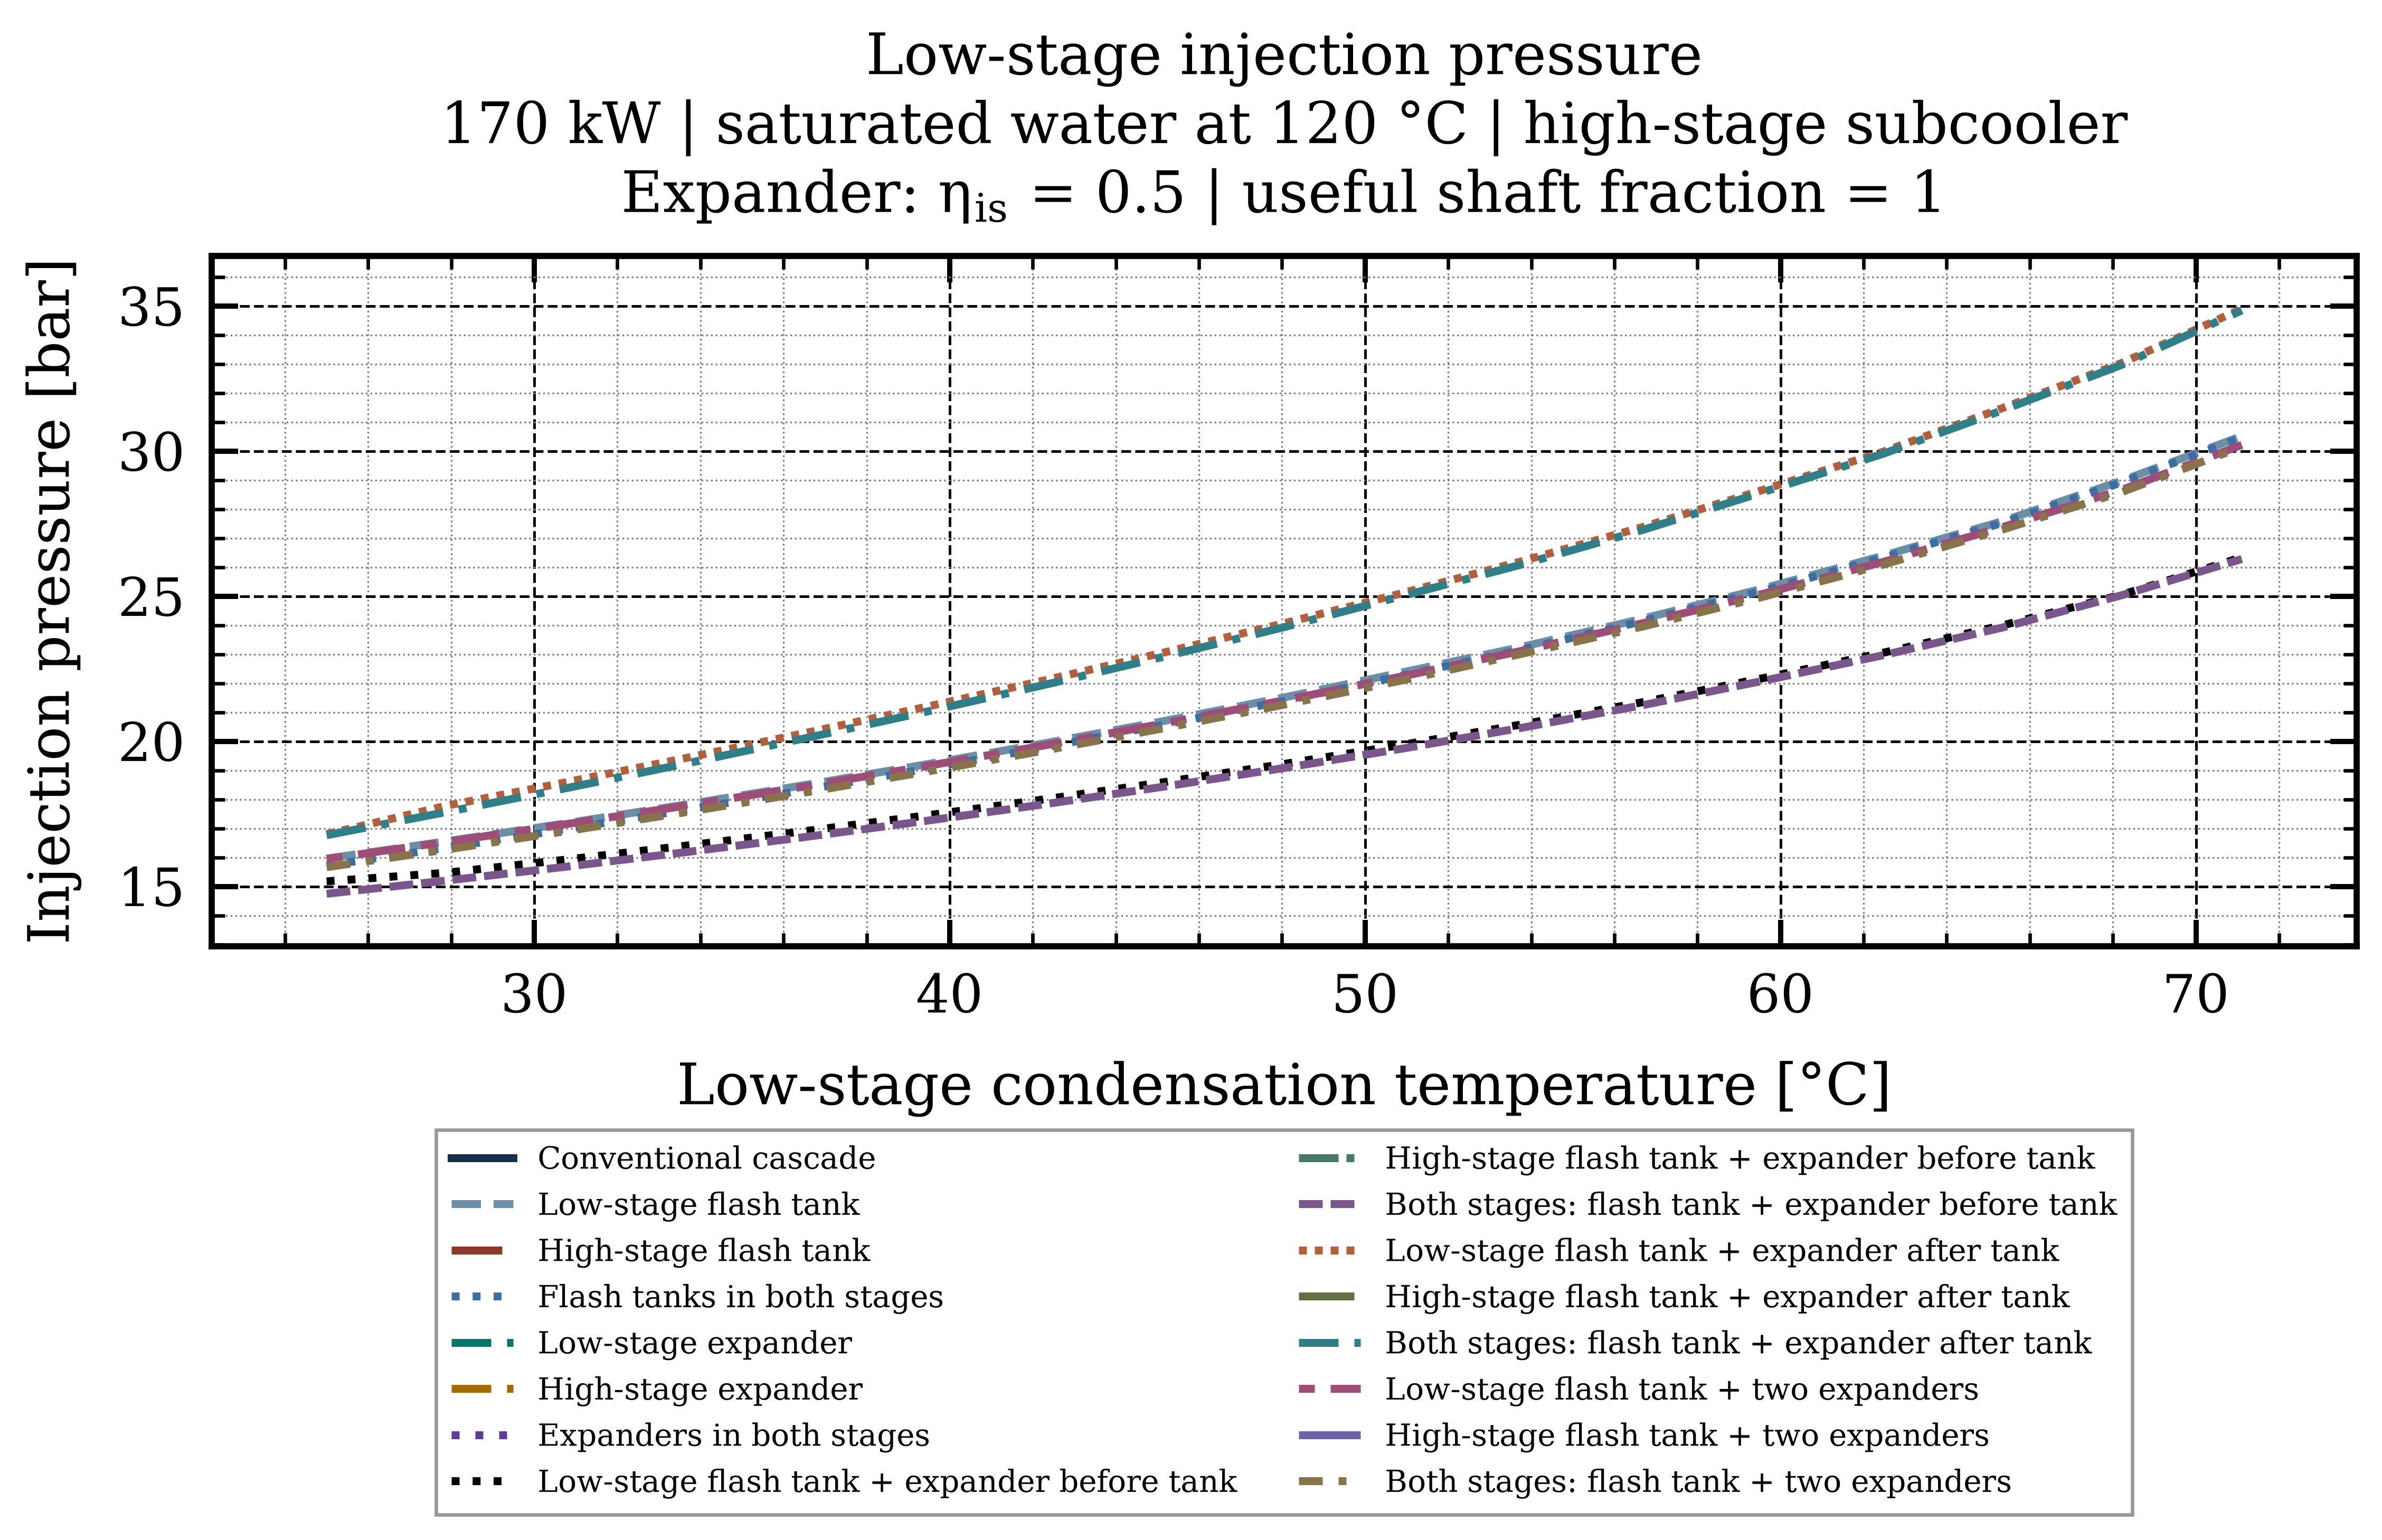 Low-stage injection pressure
170 kW | saturated water at 120 °C | high-stage subcooler
Expander: ηis = 0.5 | useful shaft fraction = 1
Injection pressure [bar]
35
30
25
20
15
30 40 50 60 70
Low-stage condensation temperature [°C]
Conventional cascade
Low-stage flash tank
High-stage flash tank
Flash tanks in both stages
Low-stage expander
High-stage expander
Expanders in both stages
Low-stage flash tank + expander before tank
High-stage flash tank + expander before tank
Both stages: flash tank + expander before tank
Low-stage flash tank + expander after tank
High-stage flash tank + expander after tank
Both stages: flash tank + expander after tank
Low-stage flash tank + two expanders
High-stage flash tank + two expanders
Both stages: flash tank + two expanders